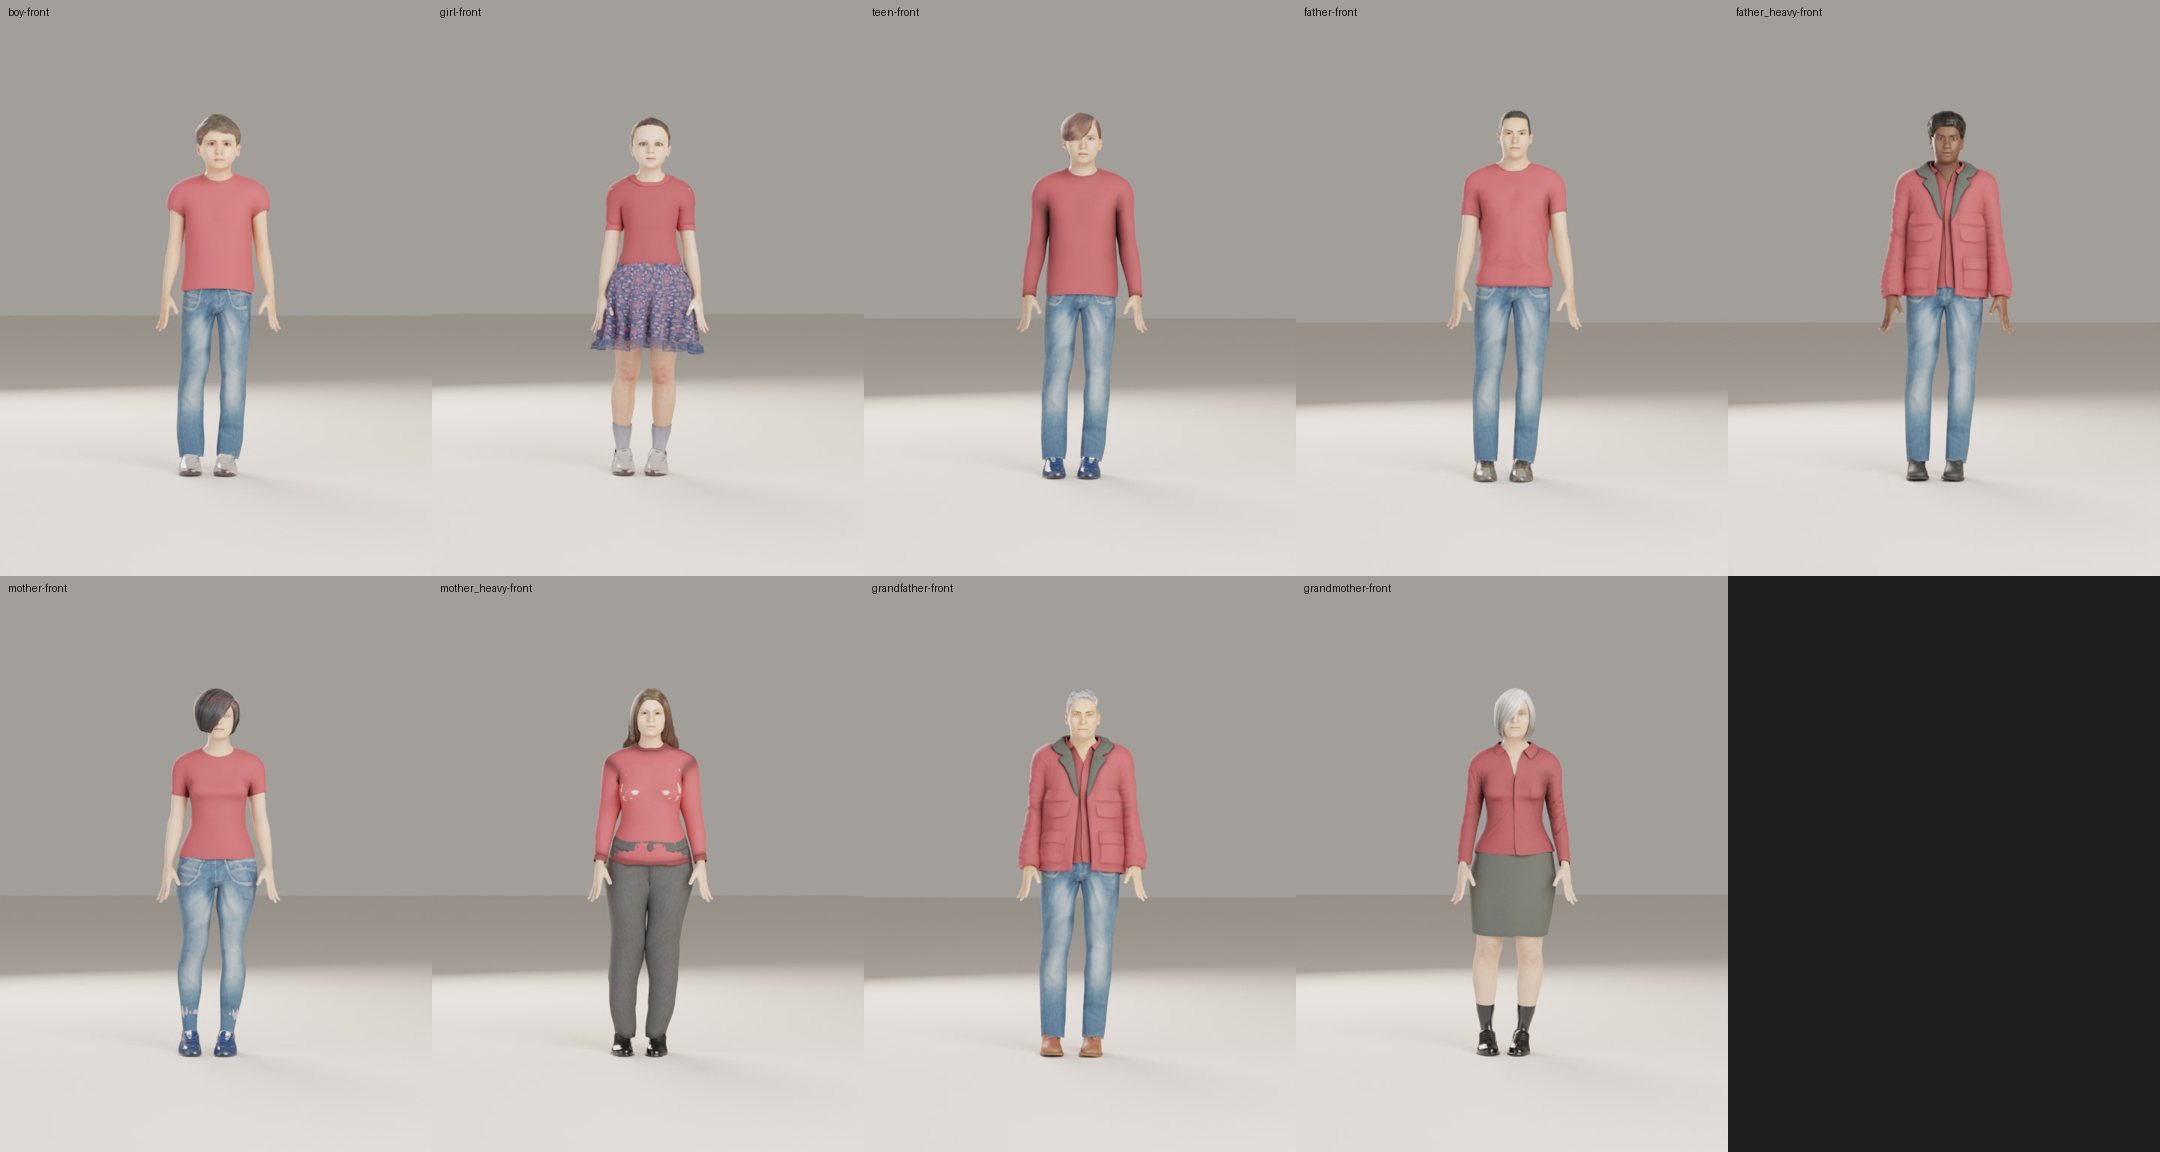 boy-front
girl-front
teen-front
father-front
father_heavy-front
mother-front
mother_heavy-front
grandfather-front
grandmother-front